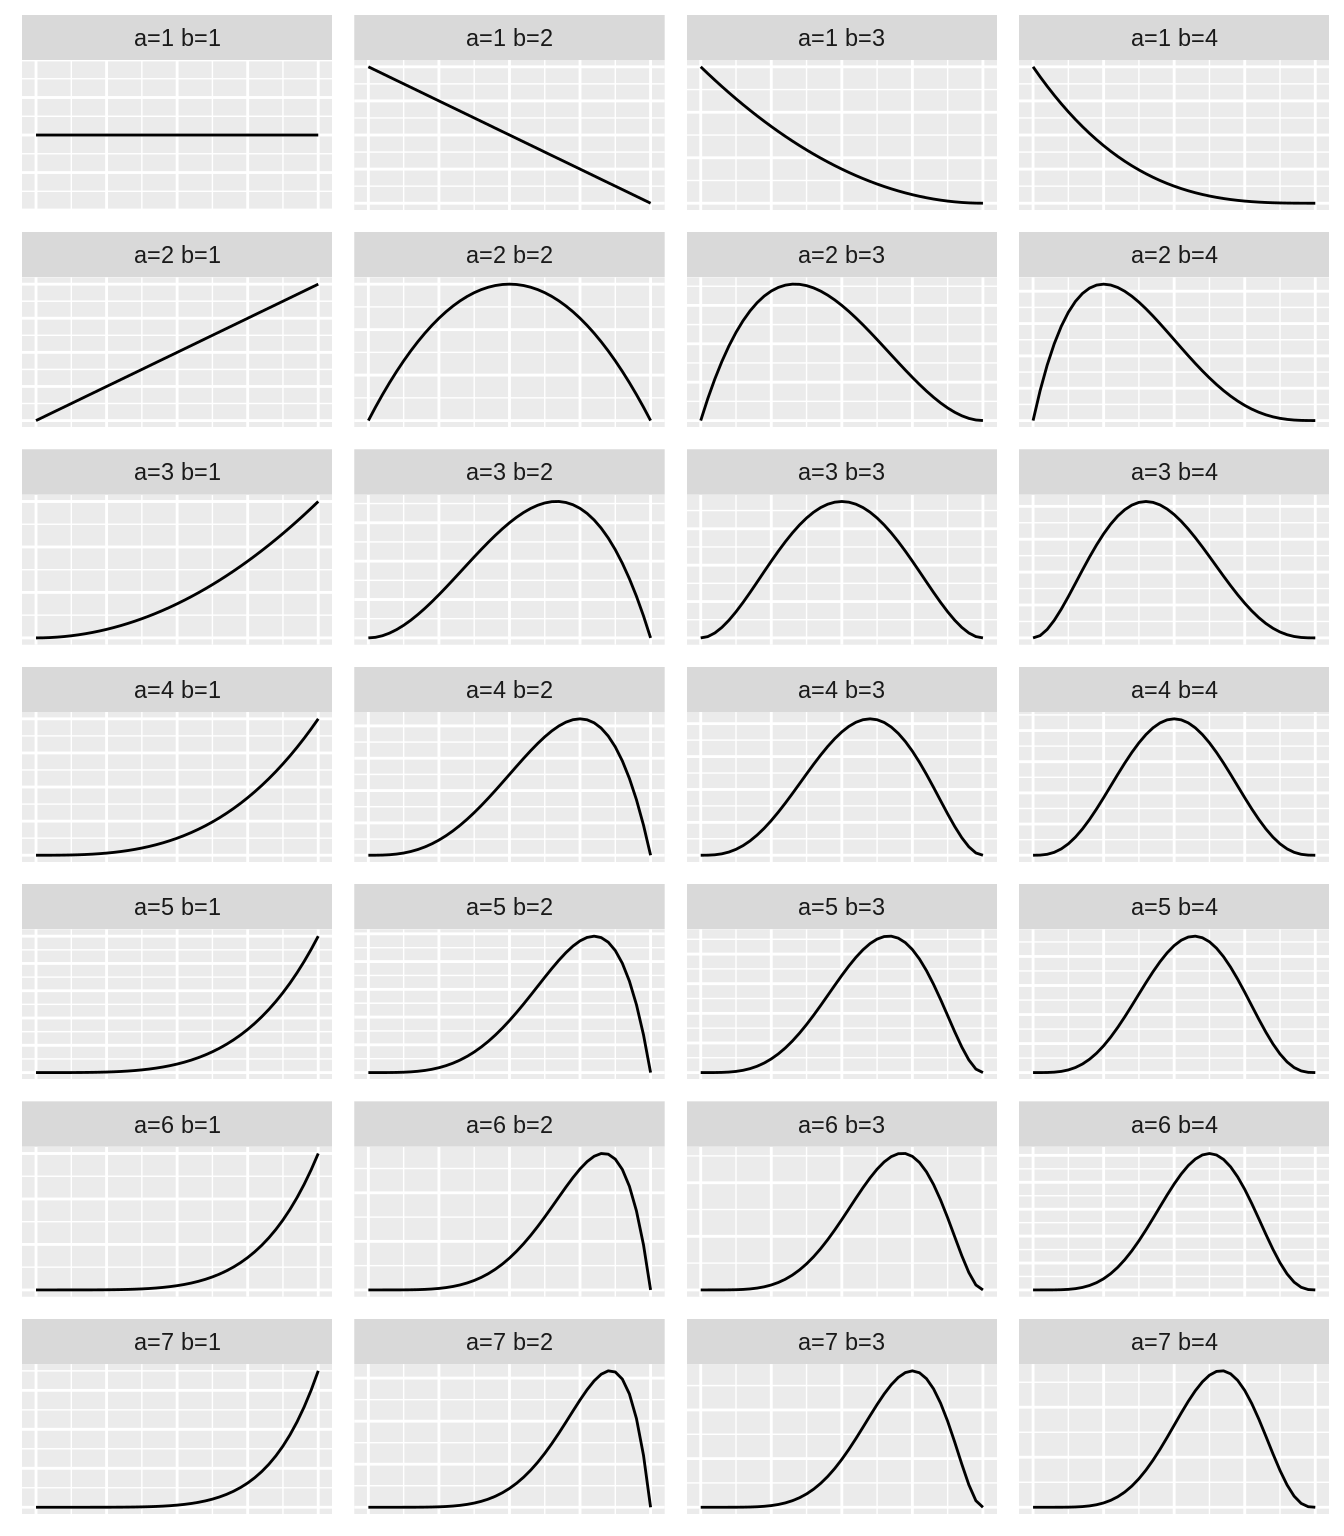 a=1 b=1
a=1 b=2
a=1 b=3
a=1 b=4
a=2 b=1
a=2 b=2
a=2 b=3
a=2 b=4
a=3 b=1
a=3 b=2
a=3 b=3
a=3 b=4
a=4 b=1
a=4 b=2
a=4 b=3
a=4 b=4
a=5 b=1
a=5 b=2
a=5 b=3
a=5 b=4
a=6 b=1
a=6 b=2
a=6 b=3
a=6 b=4
a=7 b=1
a=7 b=2
a=7 b=3
a=7 b=4